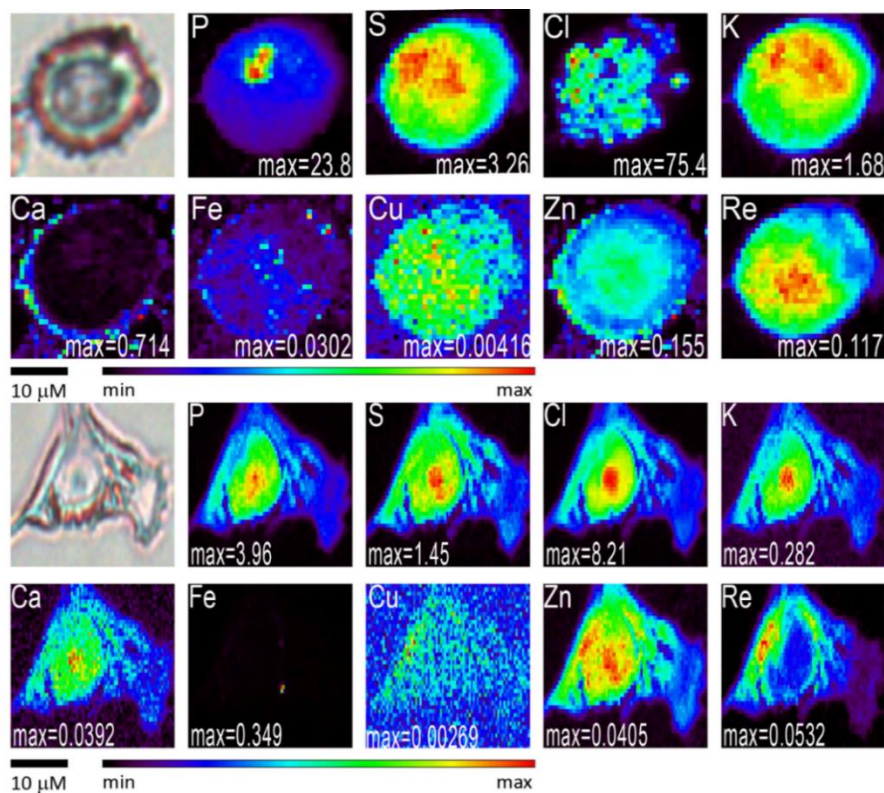 P S Cl K
max=23.8 max=3.26 max=75.4 max=1.68
Ca Fe Cu Zn Re
max=0.714 max=0.0302 max=0.00416 max=0.155 max=0.117
10 μM min max
P S Cl K
max=3.96 max=1.45 max=8.21 max=0.282
Ca Fe Cu Zn Re
max=0.0392 max=0.349 max=0.00269 max=0.0405 max=0.0532
10 μM min max